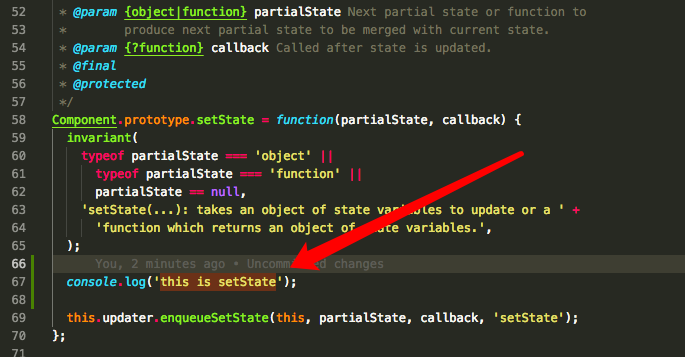 52 * @param {object|function} partialState Next partial state or function to
53 * produce next partial state to be merged with current state.
54 * @param {?function} callback Called after state is updated.
55 * @final
56 * @protected
57 */
58 Component.prototype.setState = function(partialState, callback) {
59 invariant(
60 typeof partialState === 'object' ||
61 typeof partialState === 'function' ||
62 partialState == null,
63 'setState(...): takes an object of state variables to update or a ' +
64 'function which returns an object of state variables.',
65 );
66 You, 2 minutes ago • Uncommitted changes
67 console.log('this is setState');
68
69 this.updater.enqueueSetState(this, partialState, callback, 'setState');
70 };
71